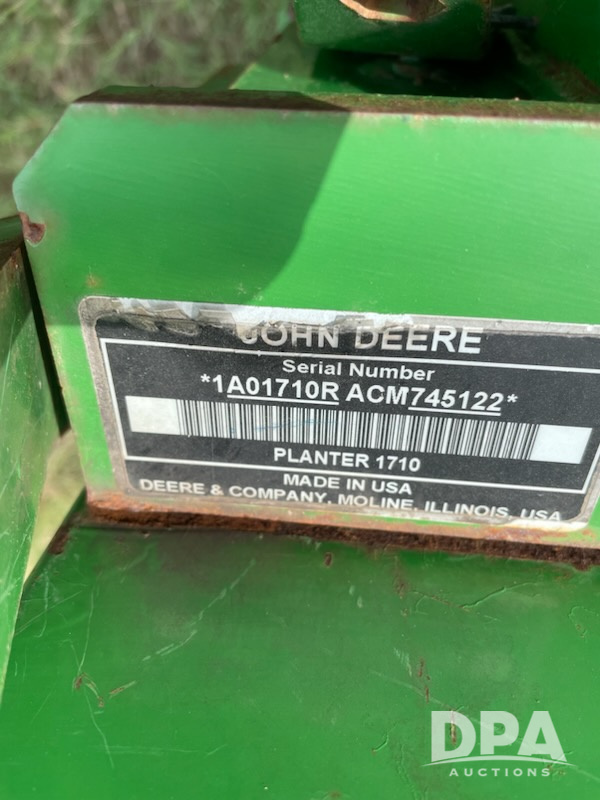 JOHN DEERE
Serial Number
*1A01710R ACM745122*
PLANTER 1710
MADE IN USA
DEERE & COMPANY, MOLINE, ILLINOIS, USA
DPA
AUCTIONS